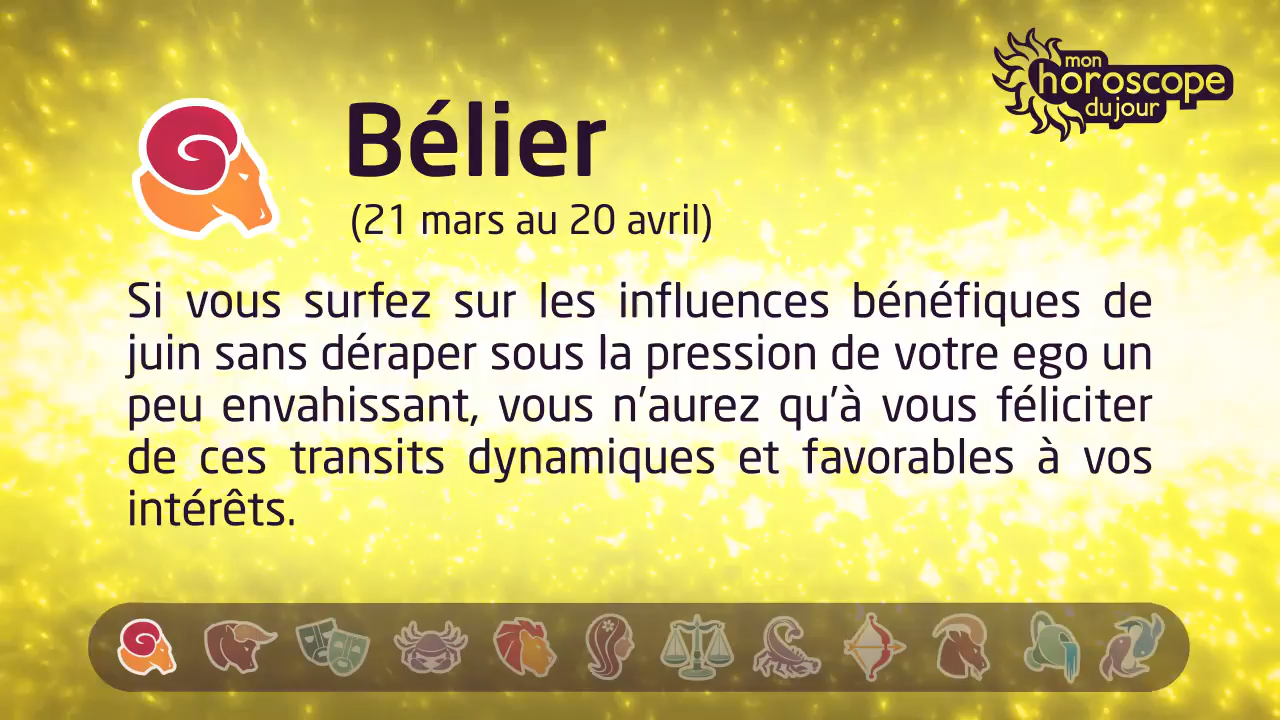 mon
horoscope
du jour
Bélier
(21 mars au 20 avril)
Si vous surfez sur les influences bénéfiques de
juin sans déraper sous la pression de votre ego un
peu envahissant, vous n'aurez qu'à vous féliciter
de ces transits dynamiques et favorables à vos
intérêts.